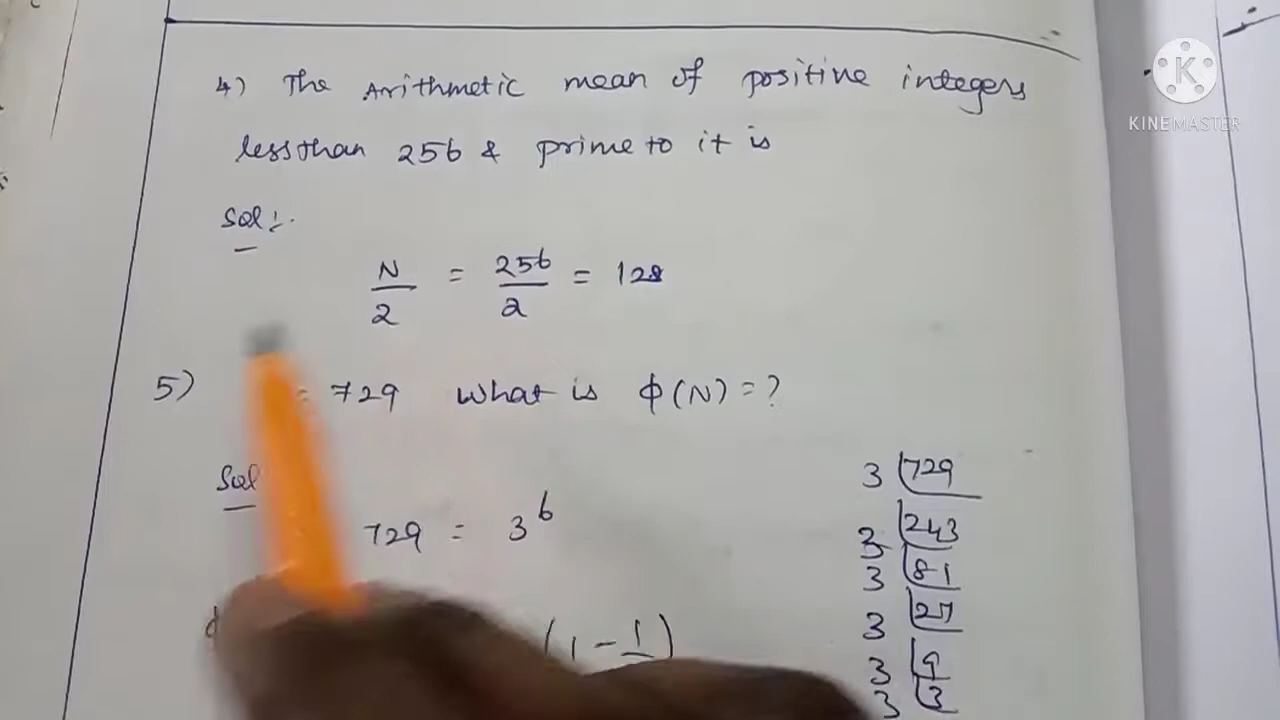 4) The Arithmetic mean of positive integers
less than 256 & prime to it is
Sol:-
N/2 = 256/2 = 128
5) = 729 What is ϕ(N) = ?
Sol
729 = 3^6
(1 - 1
3 |729
3 |243
3 |81
3 |27
3 |9
3 |3
KINEMASTER